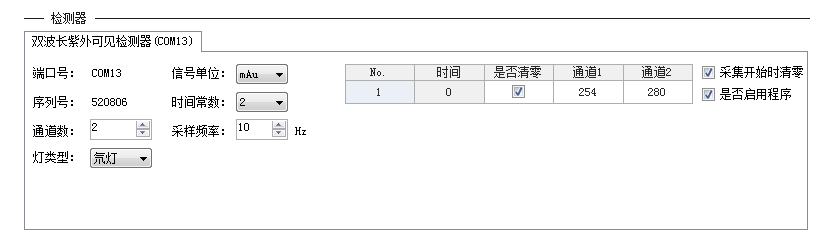 检测器
双波长紫外可见检测器(COM13)
端口号： COM13 信号单位： mAu
序列号： 520806 时间常数： 2
通道数： 2 采样频率： 10 Hz
灯类型： 氘灯
No. 时间 是否清零 通道1 通道2
1 0 254 280
采集开始时清零
是否启用程序